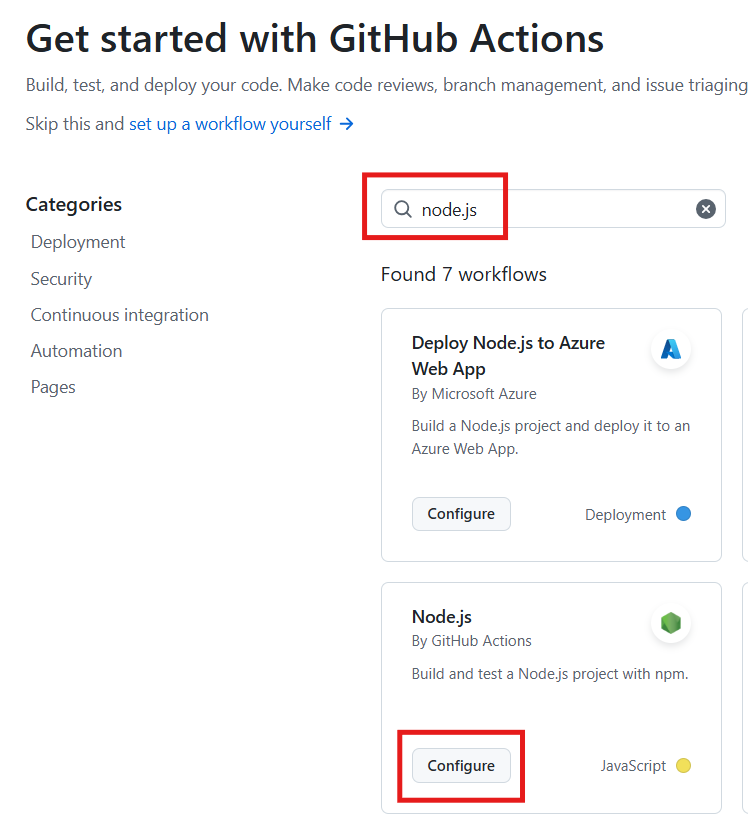 Get started with GitHub Actions
Build, test, and deploy your code. Make code reviews, branch management, and issue triaging
Skip this and set up a workflow yourself →
Categories
Deployment
Security
Continuous integration
Automation
Pages
node.js
Found 7 workflows
Deploy Node.js to Azure
Web App
By Microsoft Azure
Build a Node.js project and deploy it to an
Azure Web App.
Configure
Deployment
Node.js
By GitHub Actions
Build and test a Node.js project with npm.
Configure
JavaScript